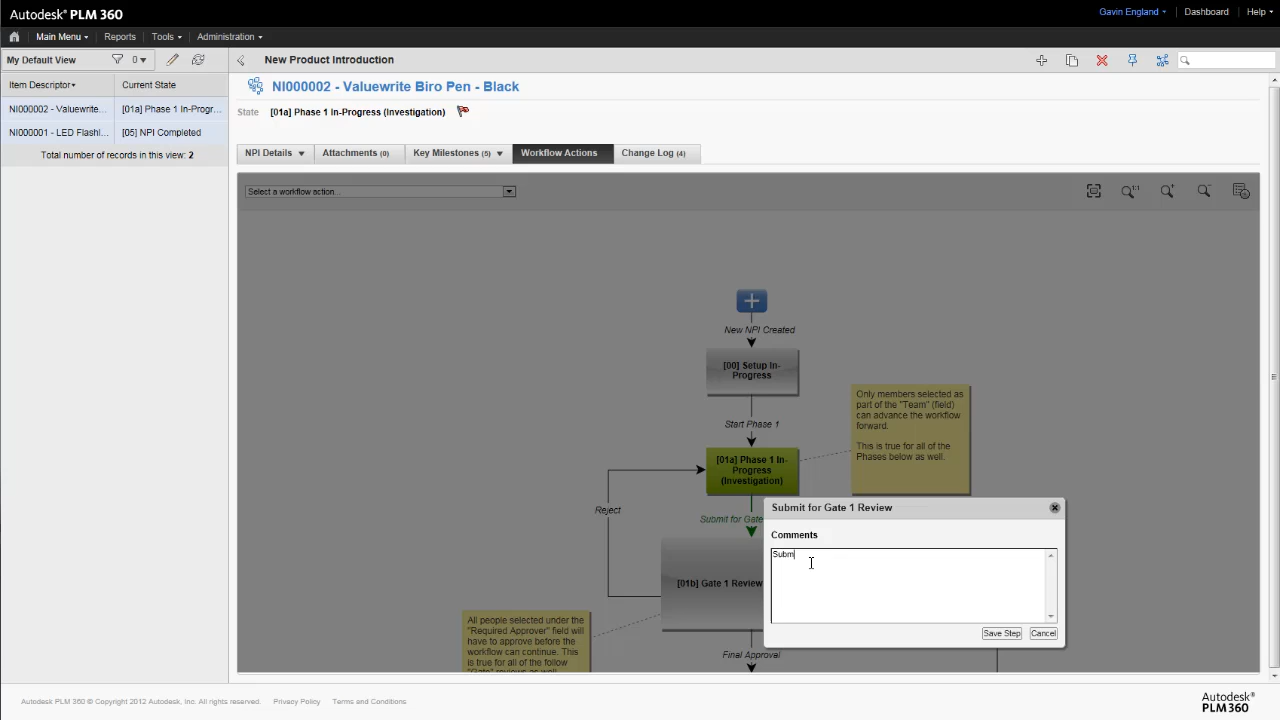 Autodesk® PLM 360
Gavin England Dashboard Help
Main Menu Reports Tools Administration
My Default View 0
New Product Introduction
Item Descriptor Current State
NI000002 - Valuewrite... [01a] Phase 1 In-Progr...
NI000001 - LED Flashl... [05] NPI Completed
Total number of records in this view: 2
NI000002 - Valuewrite Biro Pen - Black
State [01a] Phase 1 In-Progress (Investigation)
NPI Details Attachments (0) Key Milestones (5) Workflow Actions Change Log (4)
Select a workflow action...
New NPI Created
[00] Setup In-
Progress
Start Phase 1
Only members selected as
part of the "Team" (field)
can advance the workflow
forward.
This is true for all of the
Phases below as well.
[01a] Phase 1 In-
Progress
(Investigation)
Reject
Submit for Gate
[01b] Gate 1 Review
Submit for Gate 1 Review
Comments
Subm
Save Step Cancel
All people selected under the
"Required Approver" field will
have to approve before the
workflow can continue. This
is true for all of the follow
"Gate" reviews as well.
Final Approval
Autodesk PLM 360 © Copyright 2012 Autodesk, Inc. All rights reserved. Privacy Policy Terms and Conditions
Autodesk®
PLM 360